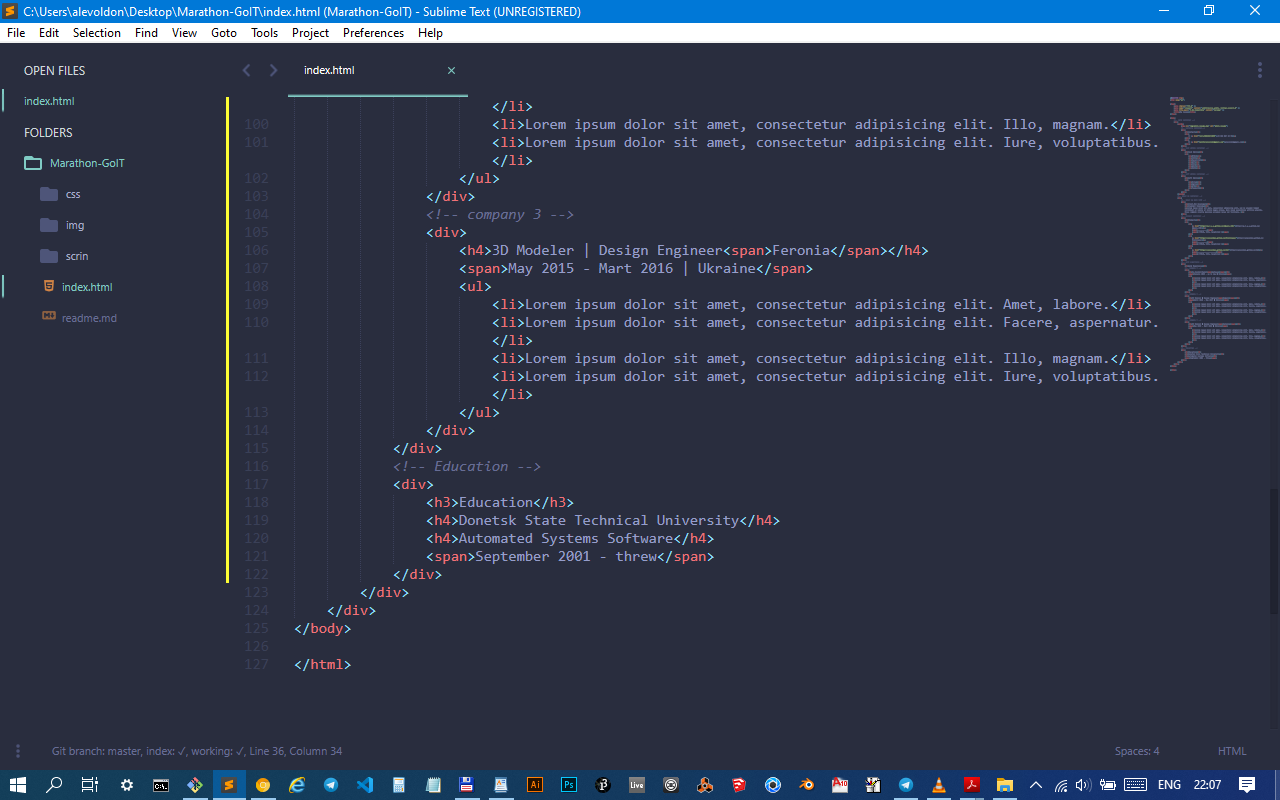 C:\Users\alevoldon\Desktop\Marathon-GoIT\index.html (Marathon-GoIT) - Sublime Text (UNREGISTERED)
File Edit Selection Find View Goto Tools Project Preferences Help
OPEN FILES
index.html
FOLDERS
Marathon-GoIT
css
img
scrin
index.html
readme.md
index.html
</li>
100 <li>Lorem ipsum dolor sit amet, consectetur adipisicing elit. Illo, magnam.</li>
101 <li>Lorem ipsum dolor sit amet, consectetur adipisicing elit. Iure, voluptatibus.
</li>
102 </ul>
103 </div>
104 <!-- company 3 -->
105 <div>
106 <h4>3D Modeler | Design Engineer<span>Feronia</span></h4>
107 <span>May 2015 - Mart 2016 | Ukraine</span>
108 <ul>
109 <li>Lorem ipsum dolor sit amet, consectetur adipisicing elit. Amet, labore.</li>
110 <li>Lorem ipsum dolor sit amet, consectetur adipisicing elit. Facere, aspernatur.
</li>
111 <li>Lorem ipsum dolor sit amet, consectetur adipisicing elit. Illo, magnam.</li>
112 <li>Lorem ipsum dolor sit amet, consectetur adipisicing elit. Iure, voluptatibus.
</li>
113 </ul>
114 </div>
115 </div>
116 <!-- Education -->
117 <div>
118 <h3>Education</h3>
119 <h4>Donetsk State Technical University</h4>
120 <h4>Automated Systems Software</h4>
121 <span>September 2001 - threw</span>
122 </div>
123 </div>
124 </div>
125 </body>
126
127 </html>
Git branch: master, index: ✓, working: ✓, Line 36, Column 34
Spaces: 4 HTML
ENG 22:07